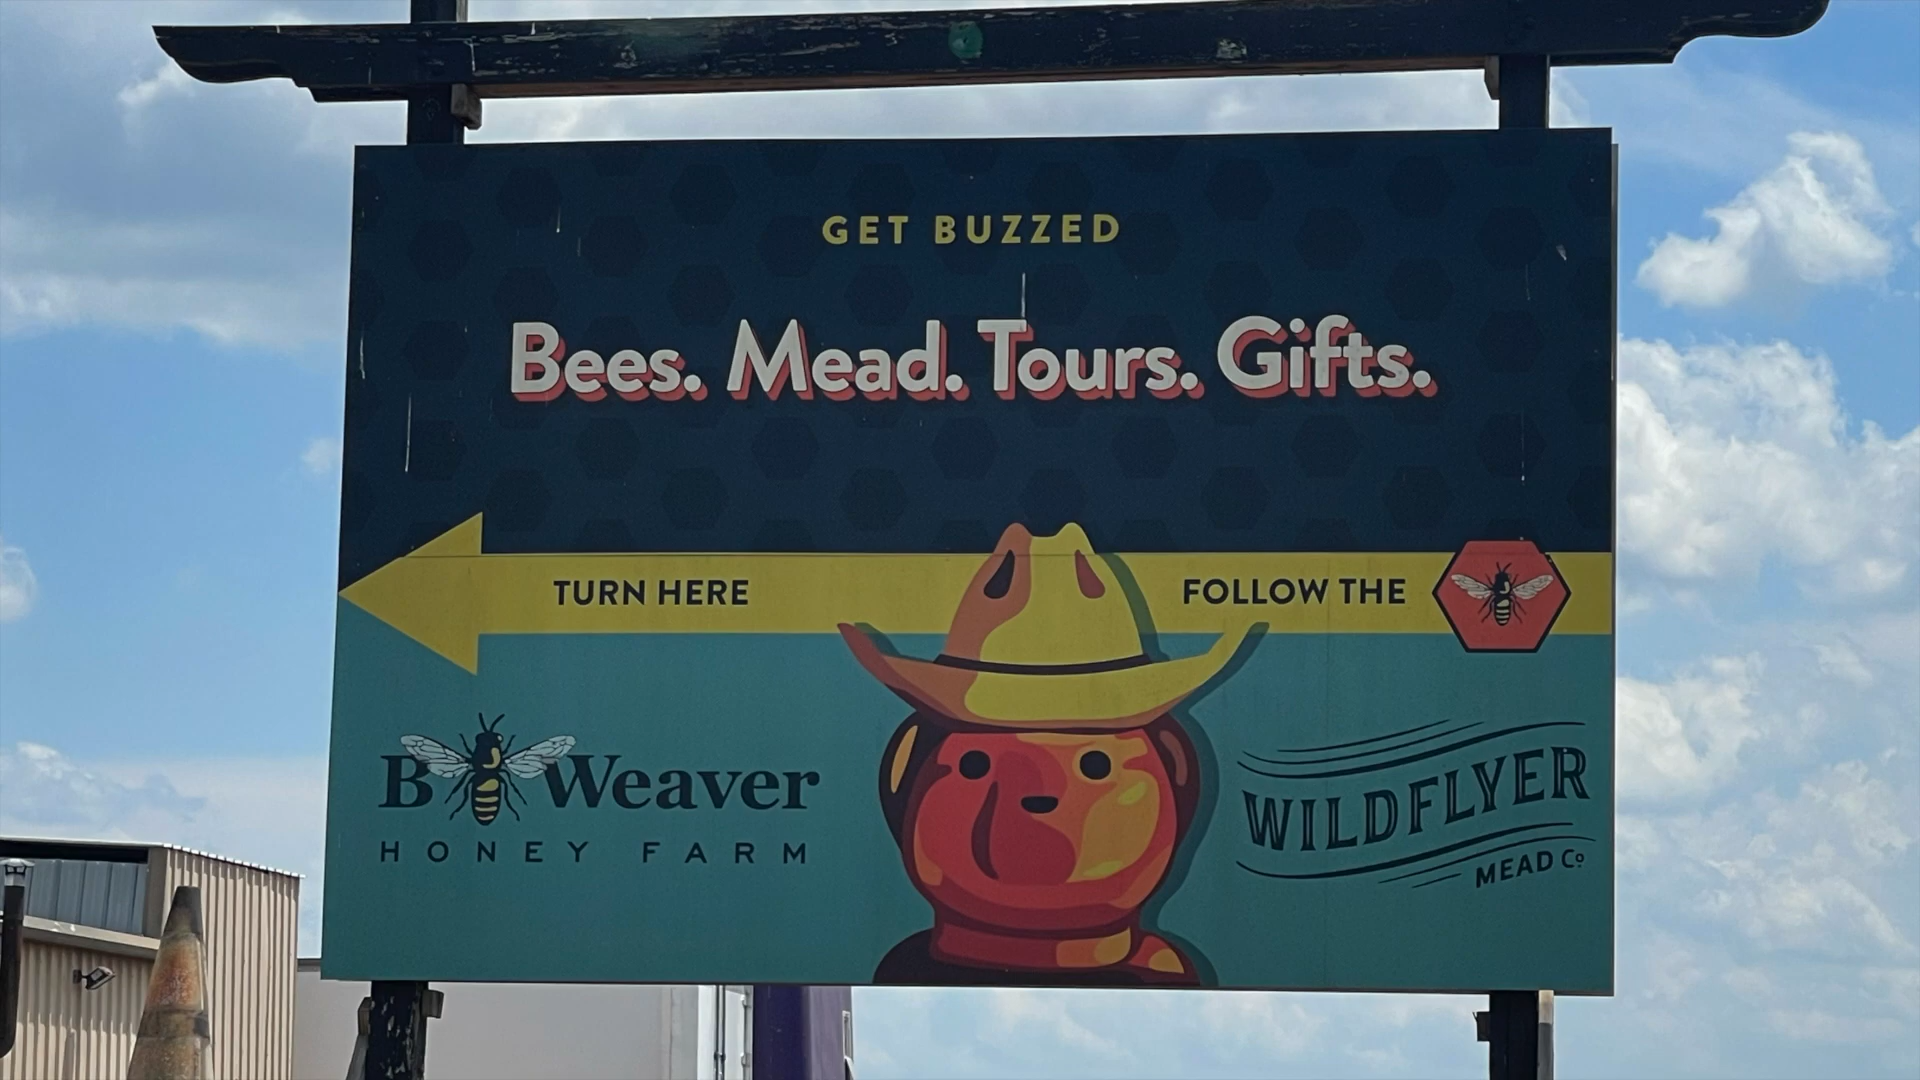 GET BUZZED
Bees. Mead. Tours. Gifts.
TURN HERE
FOLLOW THE
B Weaver
HONEY FARM
WILDFLYER
MEAD Co